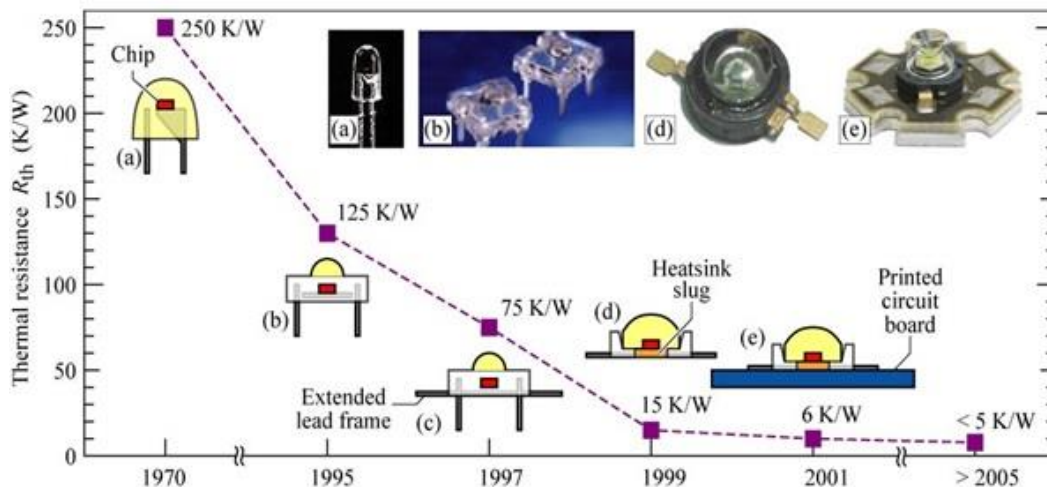 250
200
150
100
50
0
Thermal resistance R_th (K/W)
250 K/W
Chip
(a)
(a)
(b)
(d)
(e)
125 K/W
(b)
75 K/W
Extended
lead frame
(c)
(d)
Heatsink
slug
(e)
Printed
circuit
board
15 K/W
6 K/W
< 5 K/W
1970
1995
1997
1999
2001
> 2005